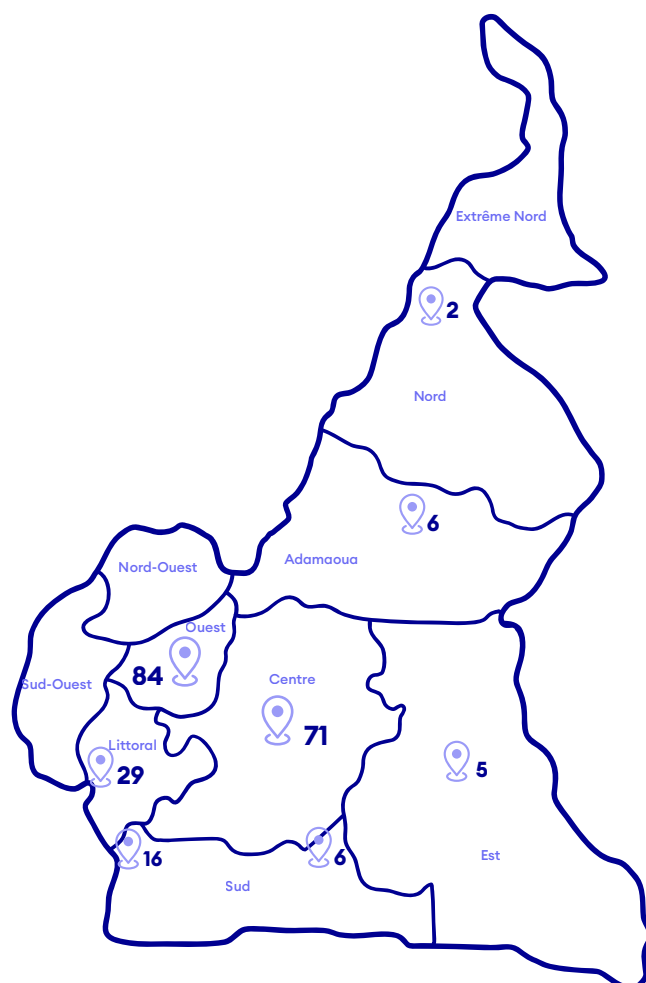 Extrême Nord
2
Nord
6
Adamaoua
Nord-Ouest
Ouest
84
Sud-Ouest
Centre
71
Littoral
29
5
16
6
Est
Sud